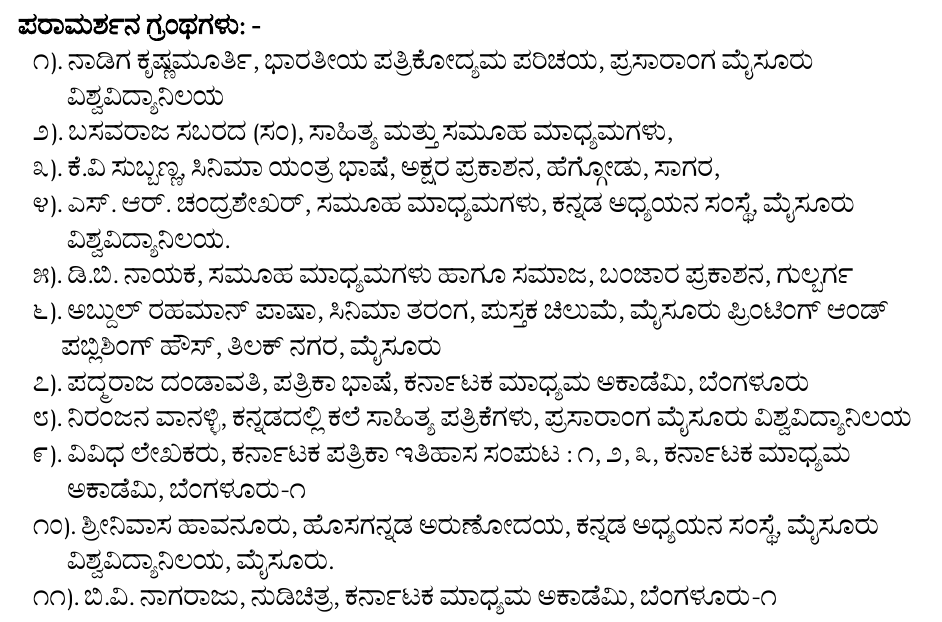 ಪರಾಮರ್ಶನ ಗ್ರಂಥಗಳು: -
೧). ನಾಡಿಗ ಕೃಷ್ಣಮೂರ್ತಿ, ಭಾರತೀಯ ಪತ್ರಿಕೋದ್ಯಮ ಪರಿಚಯ, ಪ್ರಸಾರಾಂಗ ಮೈಸೂರು
ವಿಶ್ವವಿದ್ಯಾನಿಲಯ
೨). ಬಸವರಾಜ ಸಬರದ (ಸಂ), ಸಾಹಿತ್ಯ ಮತ್ತು ಸಮೂಹ ಮಾಧ್ಯಮಗಳು,
೩). ಕೆ.ವಿ ಸುಬ್ಬಣ್ಣ, ಸಿನಿಮಾ ಯಂತ್ರ ಭಾಷೆ, ಅಕ್ಷರ ಪ್ರಕಾಶನ, ಹೆಗ್ಗೋಡು, ಸಾಗರ,
೪). ಎಸ್. ಆರ್. ಚಂದ್ರಶೇಖರ್, ಸಮೂಹ ಮಾಧ್ಯಮಗಳು, ಕನ್ನಡ ಅಧ್ಯಯನ ಸಂಸ್ಥೆ, ಮೈಸೂರು
ವಿಶ್ವವಿದ್ಯಾನಿಲಯ.
೫). ಡಿ.ಬಿ. ನಾಯಕ, ಸಮೂಹ ಮಾಧ್ಯಮಗಳು ಹಾಗೂ ಸಮಾಜ, ಬಂಜಾರ ಪ್ರಕಾಶನ, ಗುಲ್ಬರ್ಗ
೬). ಅಬ್ದುಲ್ ರಹಮಾನ್ ಪಾಷಾ, ಸಿನಿಮಾ ತರಂಗ, ಪುಸ್ತಕ ಚಿಲುಮೆ, ಮೈಸೂರು ಪ್ರಿಂಟಿಂಗ್ ಆಂಡ್
ಪಬ್ಲಿಶಿಂಗ್ ಹೌಸ್, ತಿಲಕ್ ನಗರ, ಮೈಸೂರು
೭). ಪದ್ಮರಾಜ ದಂಡಾವತಿ, ಪತ್ರಿಕಾ ಭಾಷೆ, ಕರ್ನಾಟಕ ಮಾಧ್ಯಮ ಅಕಾಡೆಮಿ, ಬೆಂಗಳೂರು
೮). ನಿರಂಜನ ವಾನಳ್ಳಿ, ಕನ್ನಡದಲ್ಲಿ ಕಲೆ ಸಾಹಿತ್ಯ ಪತ್ರಿಕೆಗಳು, ಪ್ರಸಾರಾಂಗ ಮೈಸೂರು ವಿಶ್ವವಿದ್ಯಾನಿಲಯ
೯). ವಿವಿಧ ಲೇಖಕರು, ಕರ್ನಾಟಕ ಪತ್ರಿಕಾ ಇತಿಹಾಸ ಸಂಪುಟ : ೧, ೨, ೩, ಕರ್ನಾಟಕ ಮಾಧ್ಯಮ
ಅಕಾಡೆಮಿ, ಬೆಂಗಳೂರು-೧
೧೦). ಶ್ರೀನಿವಾಸ ಹಾವನೂರು, ಹೊಸಗನ್ನಡ ಅರುಣೋದಯ, ಕನ್ನಡ ಅಧ್ಯಯನ ಸಂಸ್ಥೆ, ಮೈಸೂರು
ವಿಶ್ವವಿದ್ಯಾನಿಲಯ, ಮೈಸೂರು.
೧೧). ಬಿ.ವಿ. ನಾಗರಾಜು, ನುಡಿಚಿತ್ರ, ಕರ್ನಾಟಕ ಮಾಧ್ಯಮ ಅಕಾಡೆಮಿ, ಬೆಂಗಳೂರು-೧